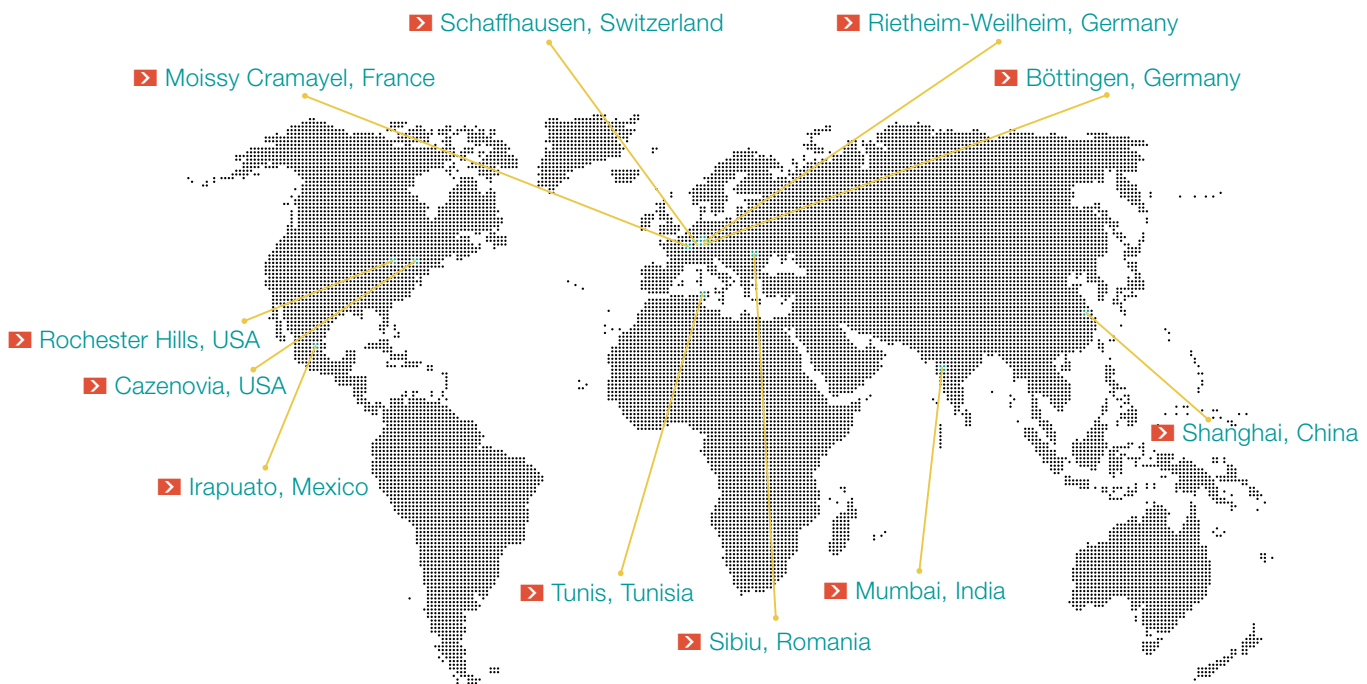 Schaffhausen, Switzerland
Rietheim-Weilheim, Germany
Moissy Cramayel, France
Böttingen, Germany
Rochester Hills, USA
Cazenovia, USA
Shanghai, China
Irapuato, Mexico
Tunis, Tunisia
Mumbai, India
Sibiu, Romania